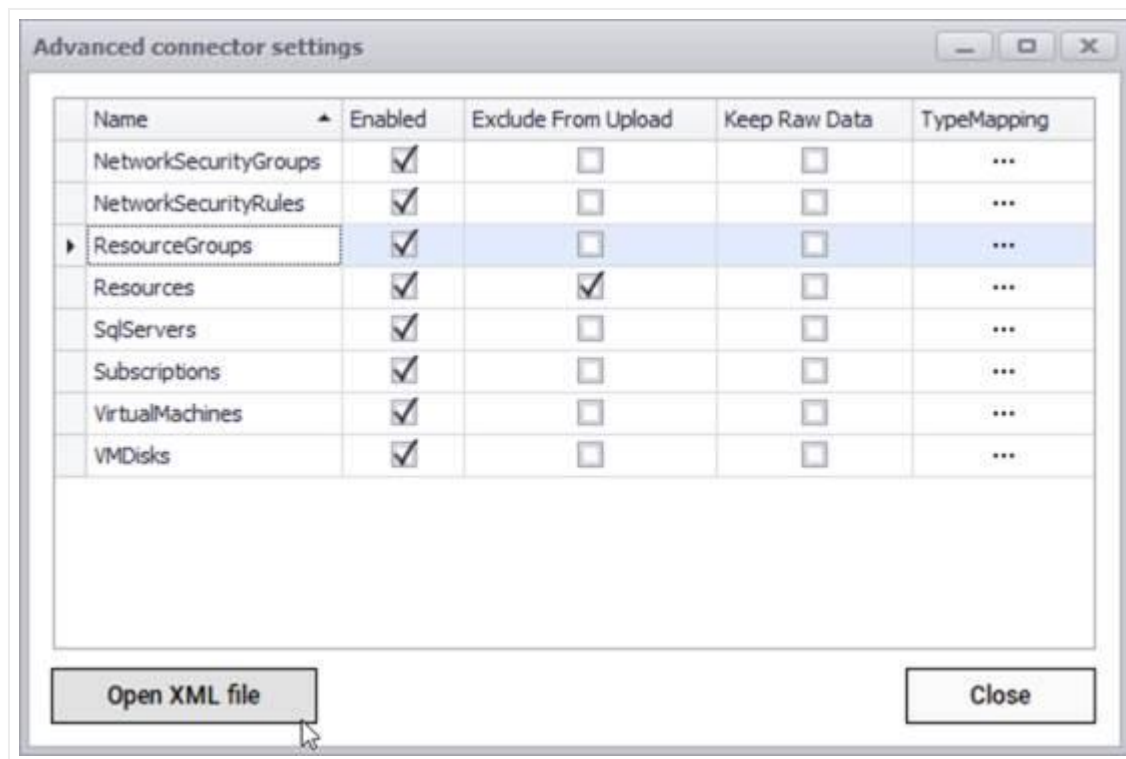 Advanced connector settings
Name Enabled Exclude From Upload Keep Raw Data TypeMapping
NetworkSecurityGroups ...
NetworkSecurityRules ...
ResourceGroups ...
Resources ...
SqlServers ...
Subscriptions ...
VirtualMachines ...
VMDisks ...
Open XML file Close